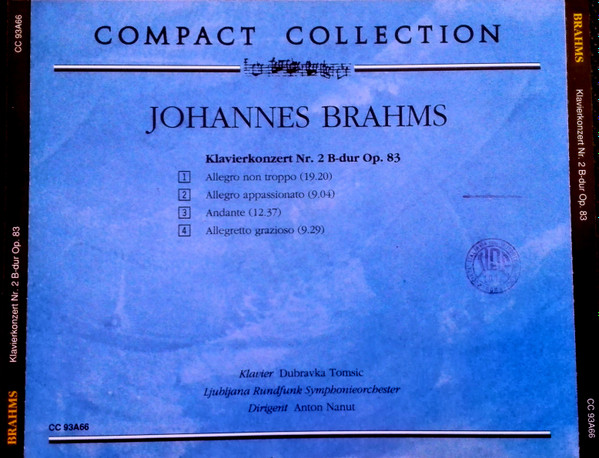 COMPACT COLLECTION
JOHANNES BRAHMS
Klavierkonzert Nr. 2 B-dur Op. 83
1 Allegro non troppo (19.20)
2 Allegro appassionato (9.04)
3 Andante (12.37)
4 Allegretto grazioso (9.29)
Klavier Dubravka Tomsic
Ljubljana Rundfunk Symphonieorchester
Dirigent Anton Nanut
CC 93A66
BRAHMS
Klavierkonzert Nr. 2 B-dur Op. 83
CC 93A66
BRAHMS
Klavierkonzert Nr. 2 B-dur Op. 83
CC 93A66